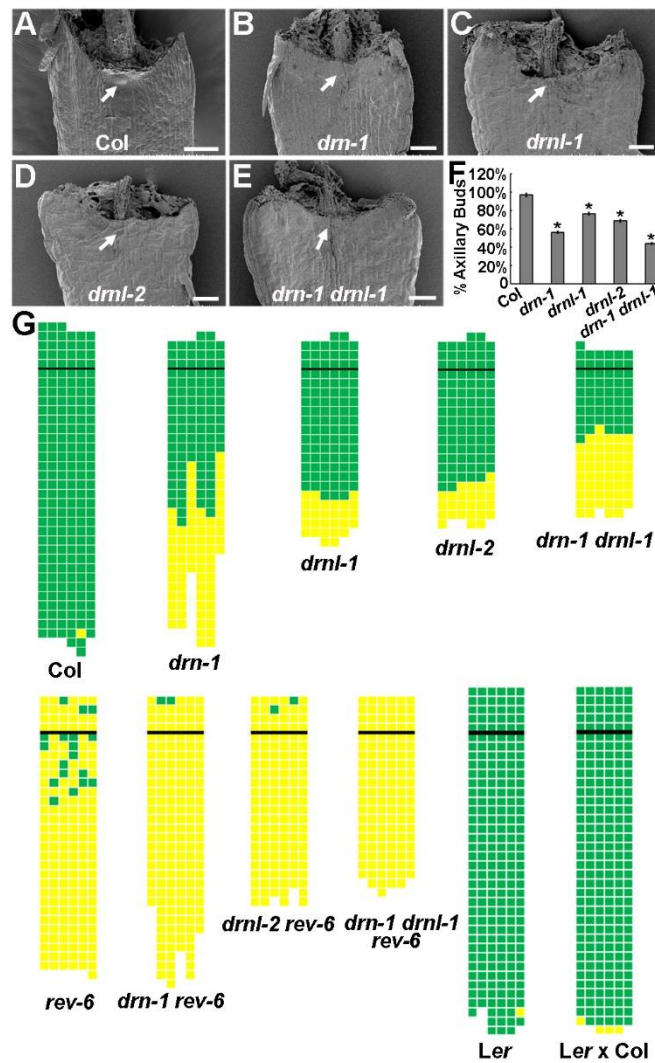 A
Col
B
drn-1
C
drnl-1
D
drnl-2
E
drn-1 drnl-1
F
% Axillary Buds
120%
100%
80%
60%
40%
20%
*
*
*
*
Col
drn-1
drnl-1
drnl-2
drn-1 drnl-1
G
Col
drn-1
drnl-1
drnl-2
drn-1 drnl-1
rev-6
drn-1 rev-6
drnl-2 rev-6
drn-1 drnl-1
rev-6
Ler
Ler x Col